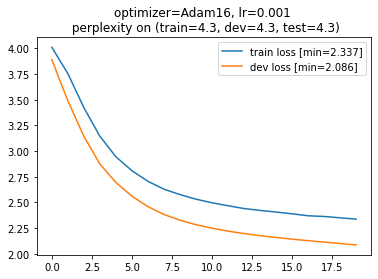 optimizer=Adam16, lr=0.001
perplexity on (train=4.3, dev=4.3, test=4.3)
train loss [min=2.337]
dev loss [min=2.086]
4.00
3.75
3.50
3.25
3.00
2.75
2.50
2.25
2.00
0.0 2.5 5.0 7.5 10.0 12.5 15.0 17.5